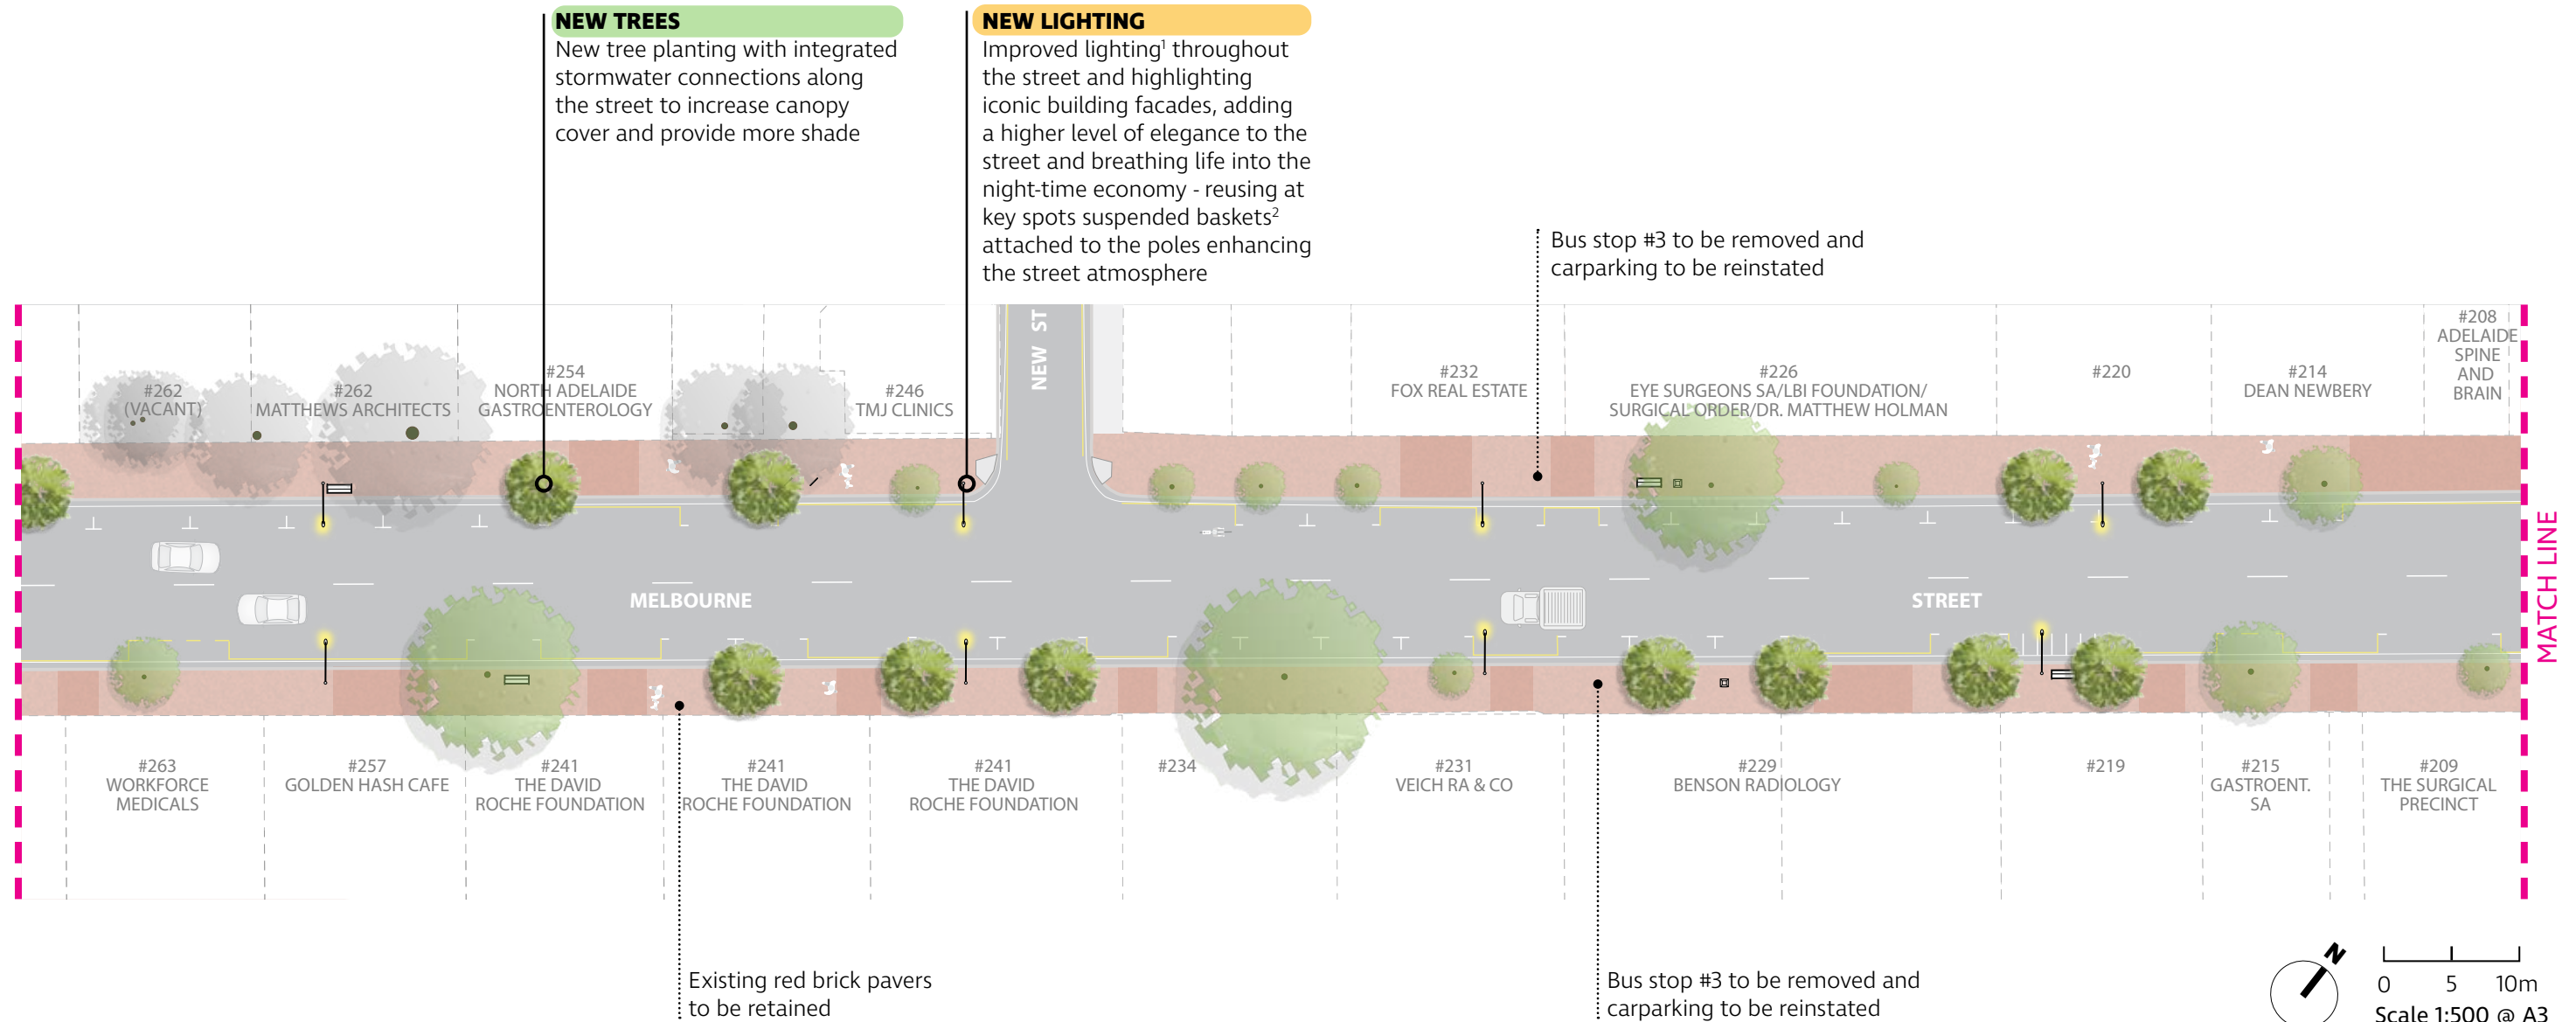 NEW TREES
New tree planting with integrated
stormwater connections along
the street to increase canopy
cover and provide more shade
NEW LIGHTING
Improved lighting¹ throughout
the street and highlighting
iconic building facades, adding
a higher level of elegance to the
street and breathing life into the
night-time economy - reusing at
key spots suspended baskets²
attached to the poles enhancing
the street atmosphere
Bus stop #3 to be removed and
carparking to be reinstated
#262
(VACANT)
#262
MATTHEWS ARCHITECTS
#254
NORTH ADELAIDE
GASTROENTEROLOGY
#246
TMJ CLINICS
NEW ST
#232
FOX REAL ESTATE
#226
EYE SURGEONS SA/LBI FOUNDATION/
SURGICAL ORDER/DR. MATTHEW HOLMAN
#220
#214
DEAN NEWBERY
#208
ADELAIDE
SPINE
AND
BRAIN
MELBOURNE
STREET
MATCH LINE
#263
WORKFORCE
MEDICALS
#257
GOLDEN HASH CAFE
#241
THE DAVID
ROCHE FOUNDATION
#241
THE DAVID
ROCHE FOUNDATION
#241
THE DAVID
ROCHE FOUNDATION
#234
#231
VEICH RA & CO
#229
BENSON RADIOLOGY
#219
#215
GASTROENT.
SA
#209
THE SURGICAL
PRECINCT
Existing red brick pavers
to be retained
Bus stop #3 to be removed and
carparking to be reinstated
N
0 5 10m
Scale 1:500 @ A3